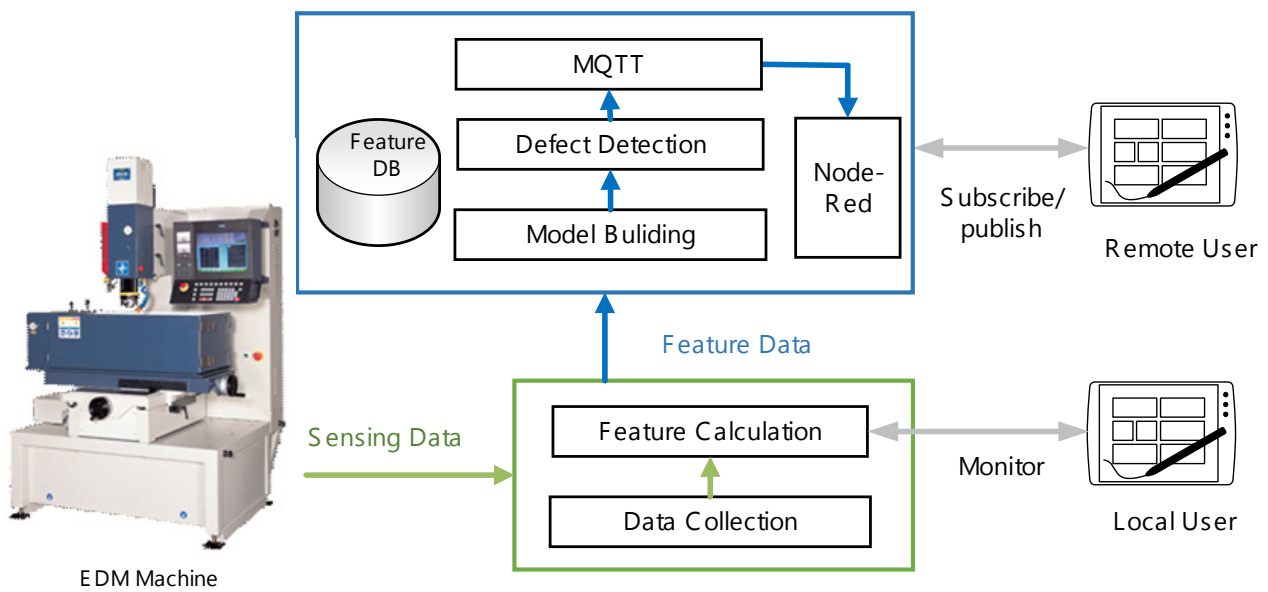 MQTT
Feature
DB
Defect Detection
Model Buliding
Node-
Red
Subscribe/
publish
Remote User
Feature Data
Sensing Data
Feature Calculation
Data Collection
Monitor
Local User
EDM Machine